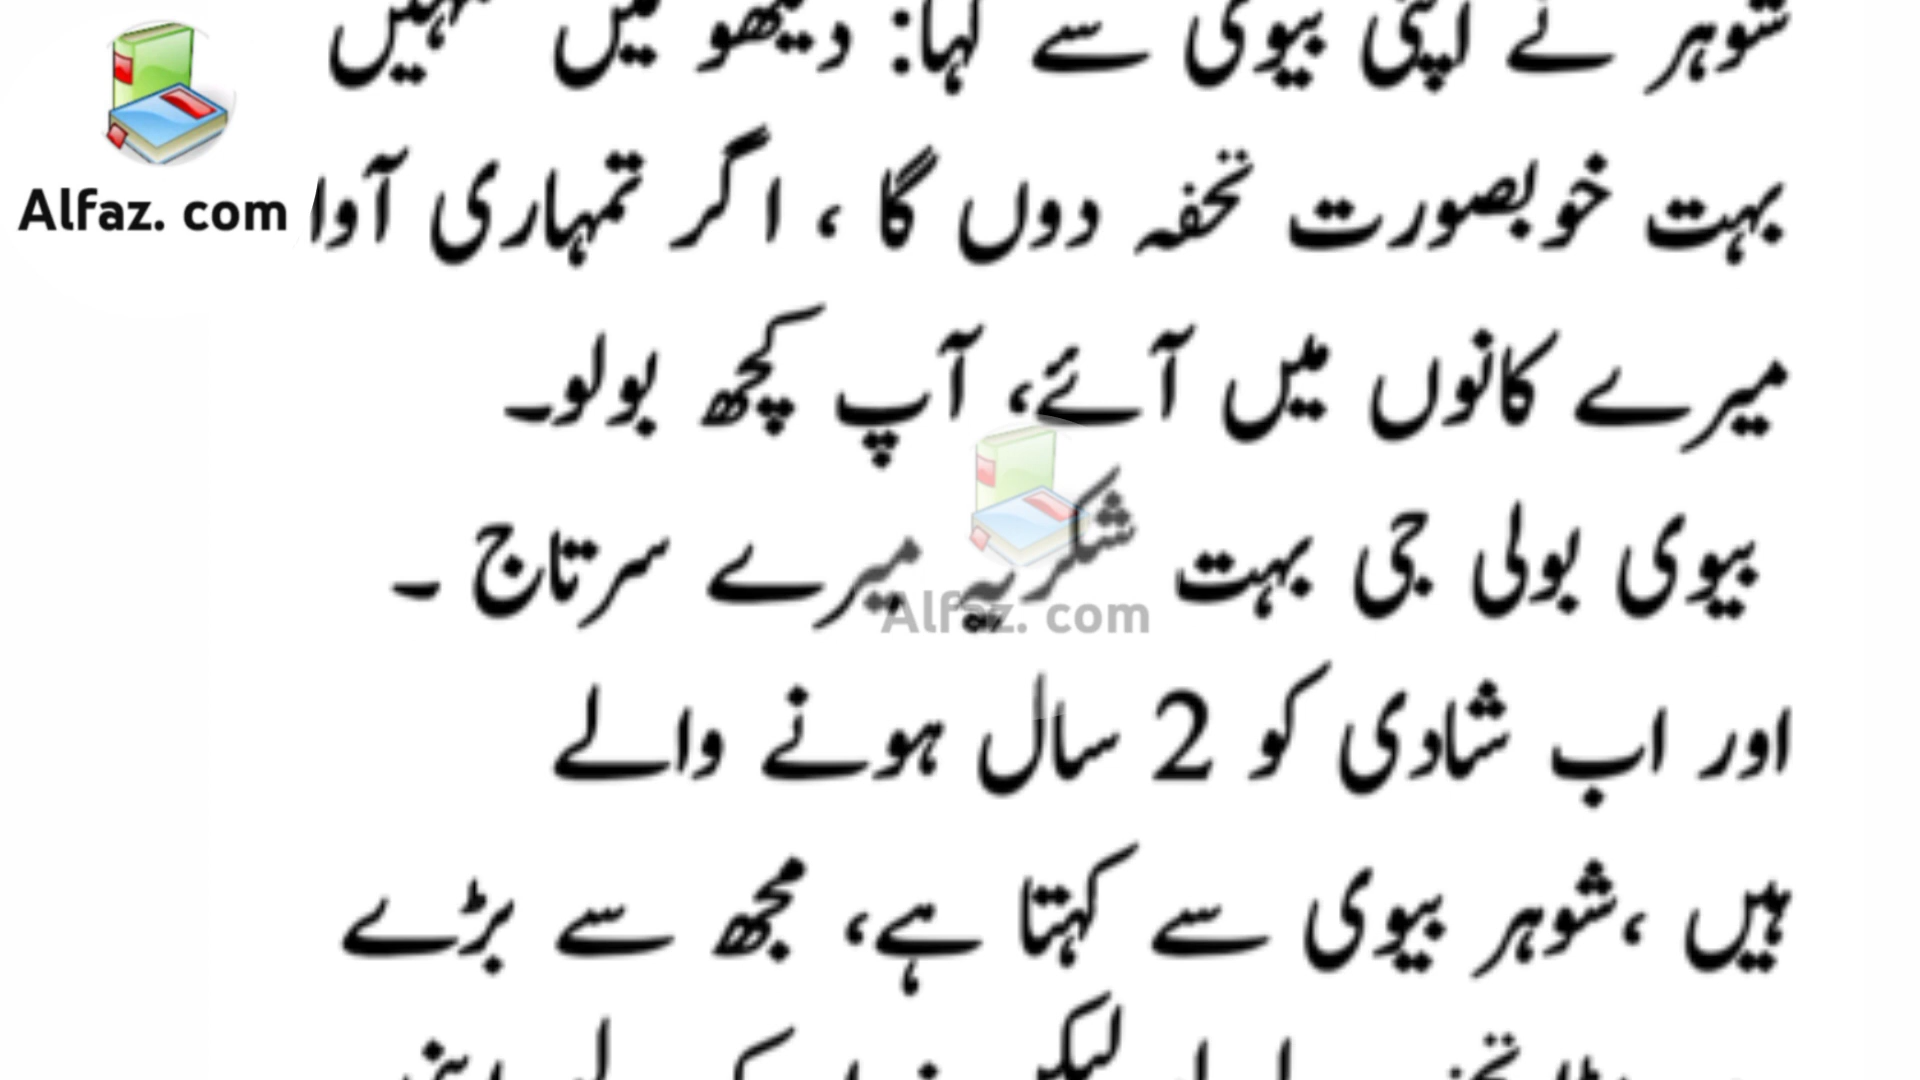 Alfaz. com
شوہر نے اپنی بیوی سے کہا: دیکھو میں تمہیں
بہت خوبصورت تحفہ دوں گا ، اگر تمہاری آوا
میرے کانوں میں آئے، آپ کچھ بولو۔
بیوی بولی جی بہت شکریہ میرے سرتاج ۔
Alfaz. com
اور اب شادی کو 2 سال ہونے والے
ہیں ،شوہر بیوی سے کہتا ہے، مجھ سے بڑے
لیکن